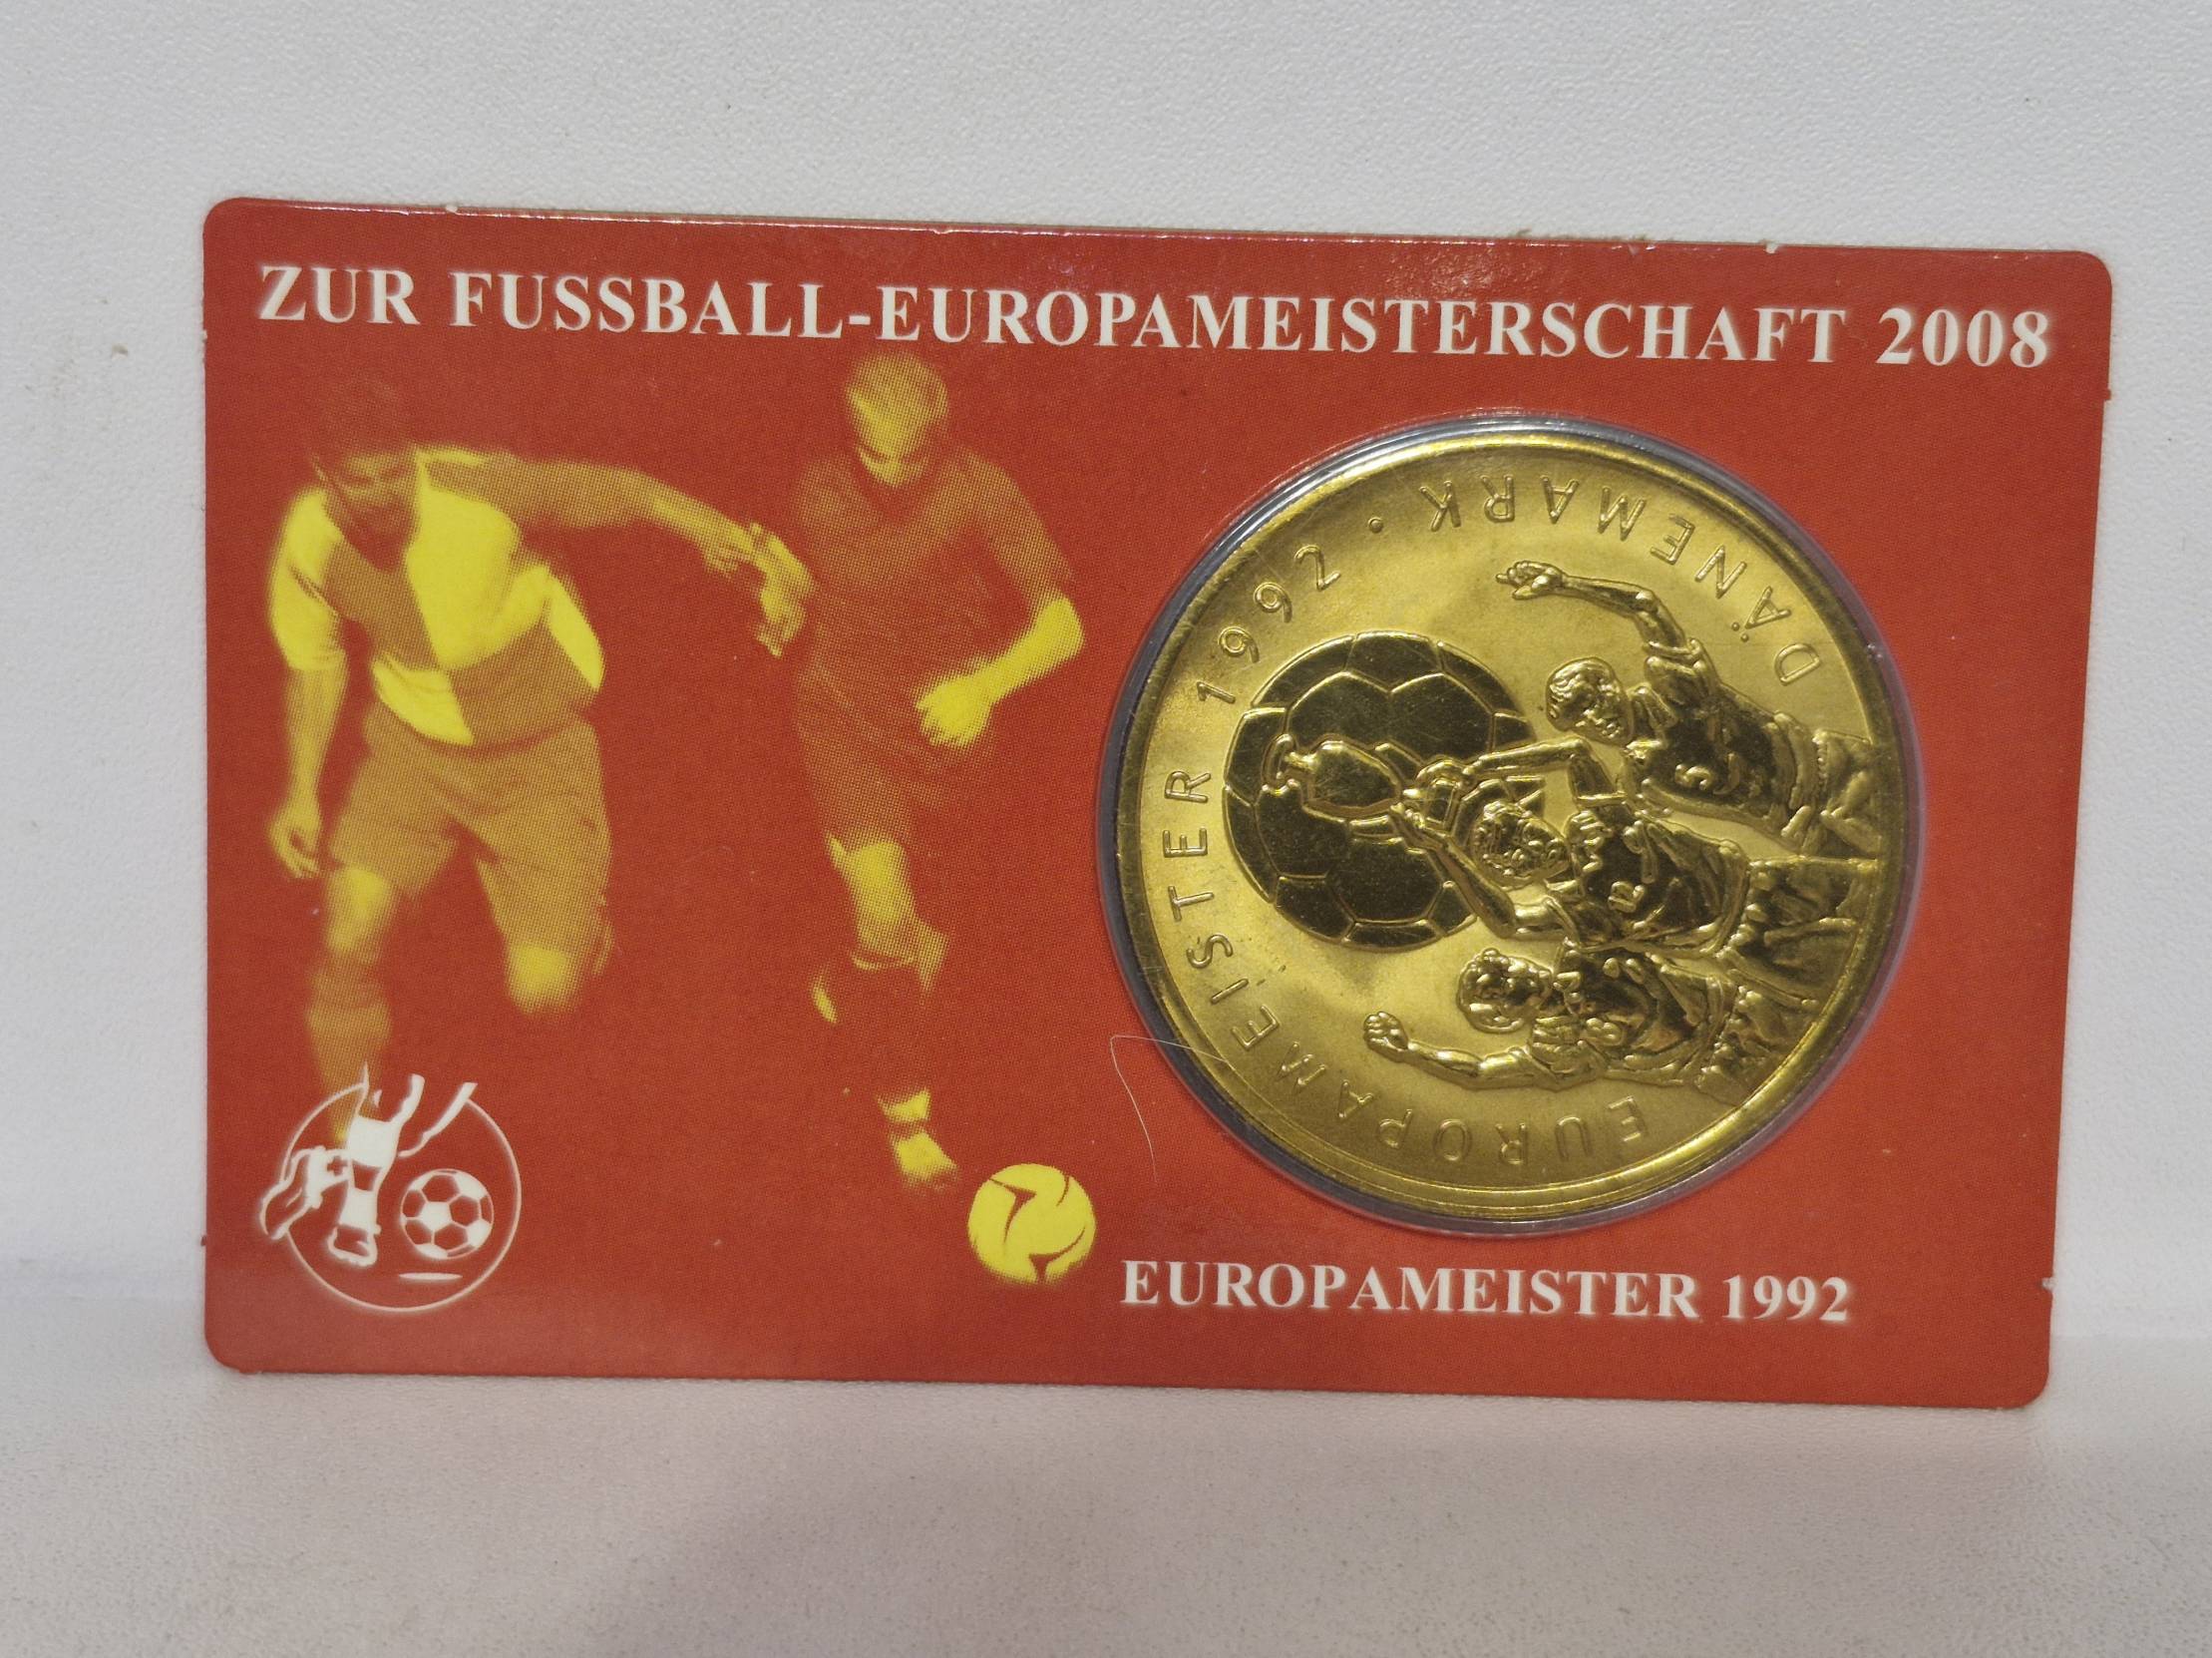 ZUR FUSSBALL-EUROPAMEISTERSCHAFT 2008
EUROPAMEISTER 1992 · DÄNEMARK
EUROPAMEISTER 1992